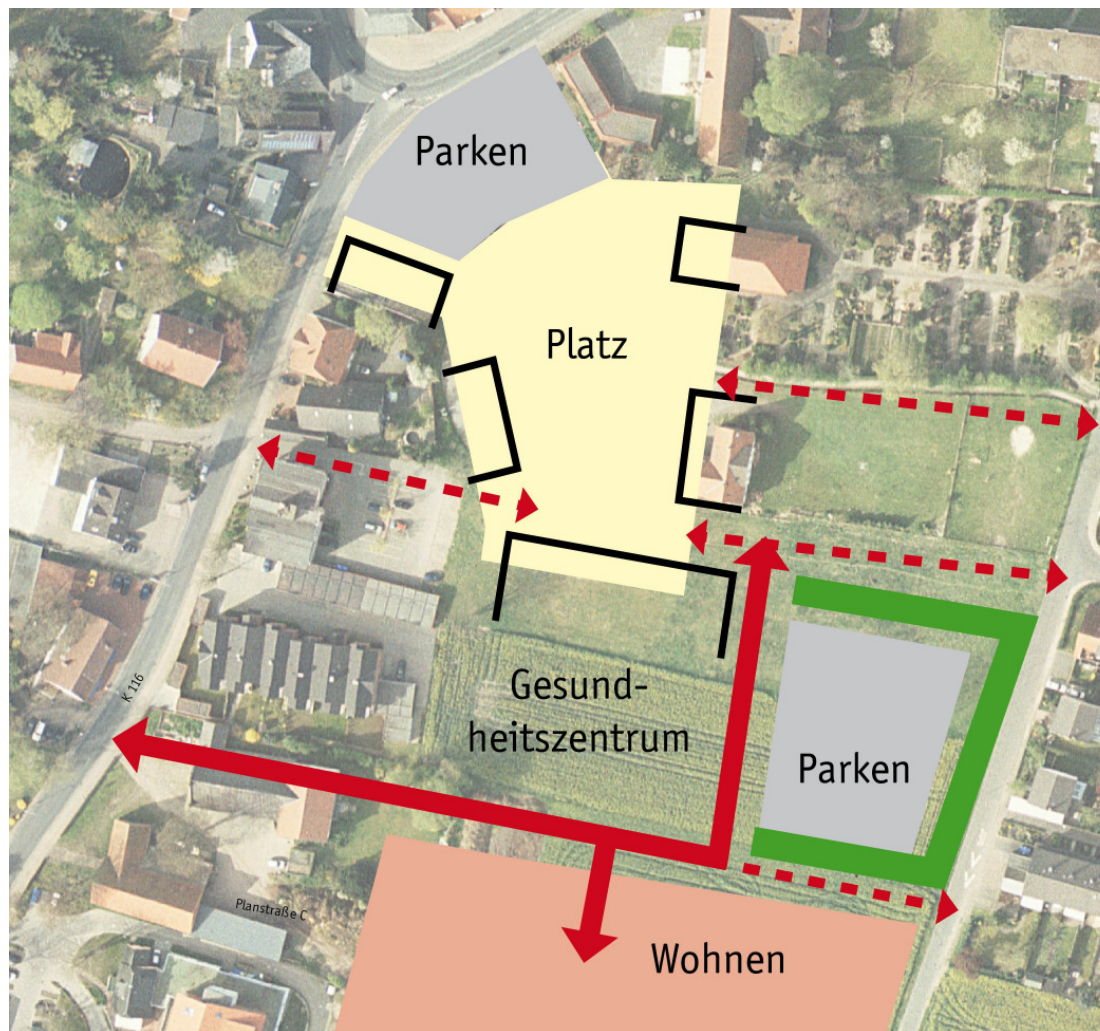 Parken
Platz
K 116
Gesund-
heitszentrum
Parken
Planstraße C
Wohnen